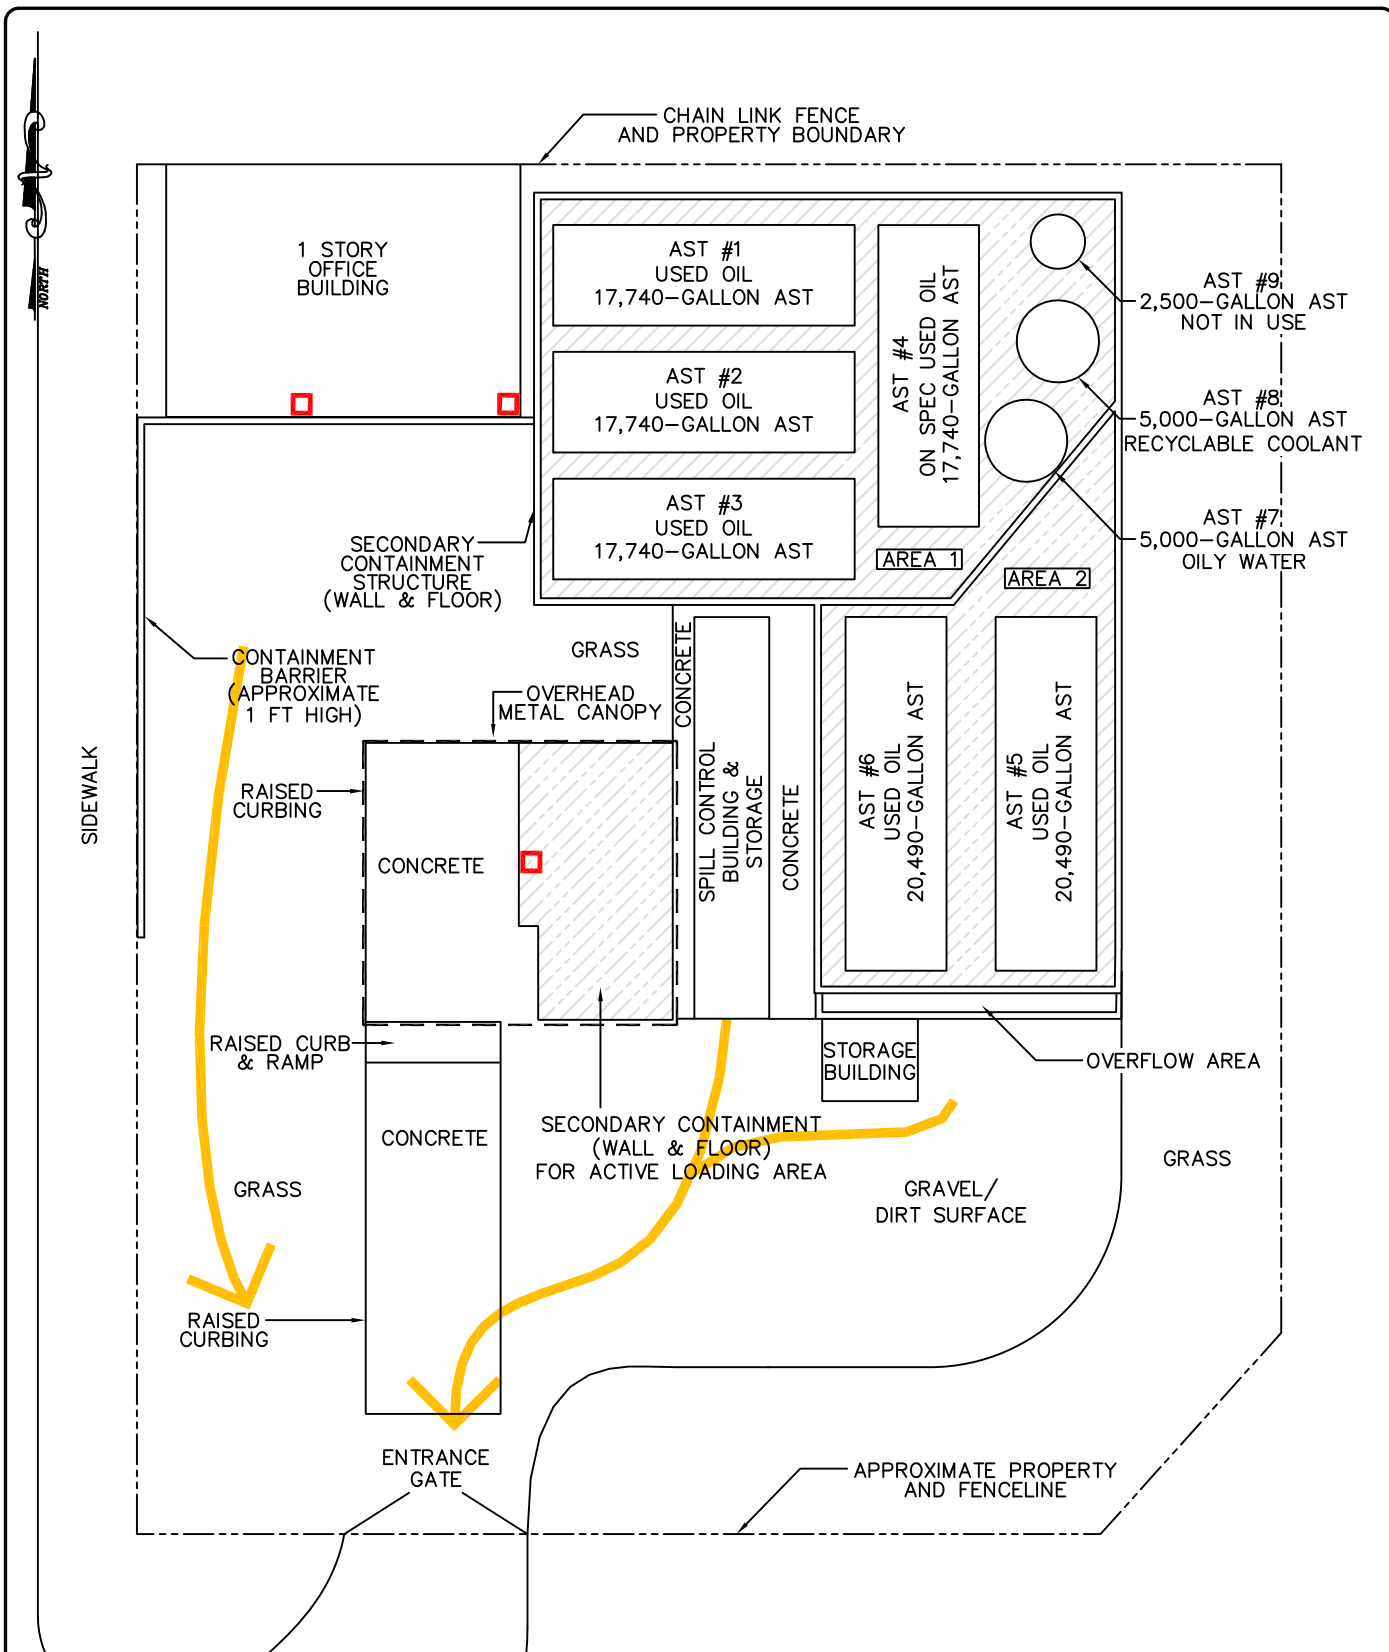 CHAIN LINK FENCE
AND PROPERTY BOUNDARY
NORTH
1 STORY
OFFICE
BUILDING
AST #1
USED OIL
17,740-GALLON AST
AST #2
USED OIL
17,740-GALLON AST
AST #3
USED OIL
17,740-GALLON AST
AST #4
ON SPEC USED OIL
17,740-GALLON AST
AST #9
2,500-GALLON AST
NOT IN USE
AST #8
5,000-GALLON AST
RECYCLABLE COOLANT
AST #7
5,000-GALLON AST
OILY WATER
AREA 1
AREA 2
SECONDARY
CONTAINMENT
STRUCTURE
(WALL & FLOOR)
CONTAINMENT
BARRIER
(APPROXIMATE
1 FT HIGH)
GRASS
CONCRETE
OVERHEAD
METAL CANOPY
SIDEWALK
RAISED
CURBING
CONCRETE
SPILL CONTROL
BUILDING &
STORAGE
CONCRETE
AST #6
USED OIL
20,490-GALLON AST
AST #5
USED OIL
20,490-GALLON AST
RAISED CURB
& RAMP
STORAGE
BUILDING
OVERFLOW AREA
CONCRETE
SECONDARY CONTAINMENT
(WALL & FLOOR)
FOR ACTIVE LOADING AREA
GRASS
GRAVEL/
DIRT SURFACE
GRASS
RAISED
CURBING
ENTRANCE
GATE
APPROXIMATE PROPERTY
AND FENCELINE